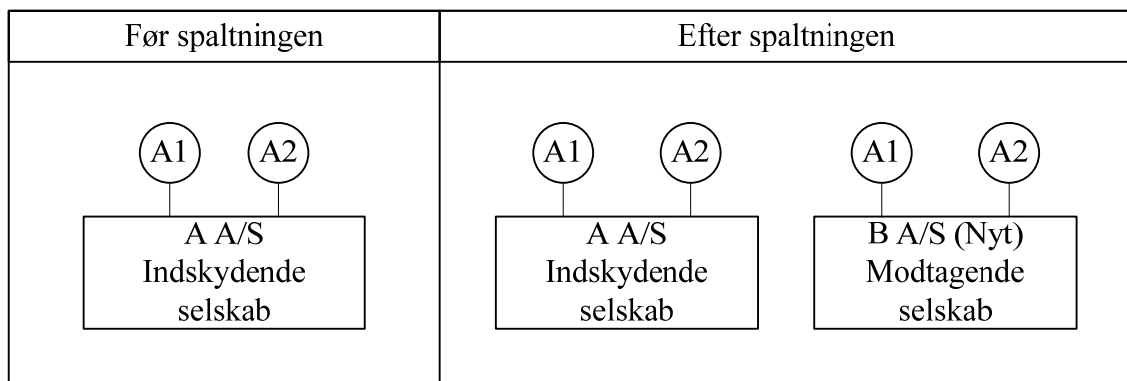 Før spaltningen
Efter spaltningen
A1
A2
A A/S
Indskydende
selskab
A1
A2
A A/S
Indskydende
selskab
A1
A2
B A/S (Nyt)
Modtagende
selskab